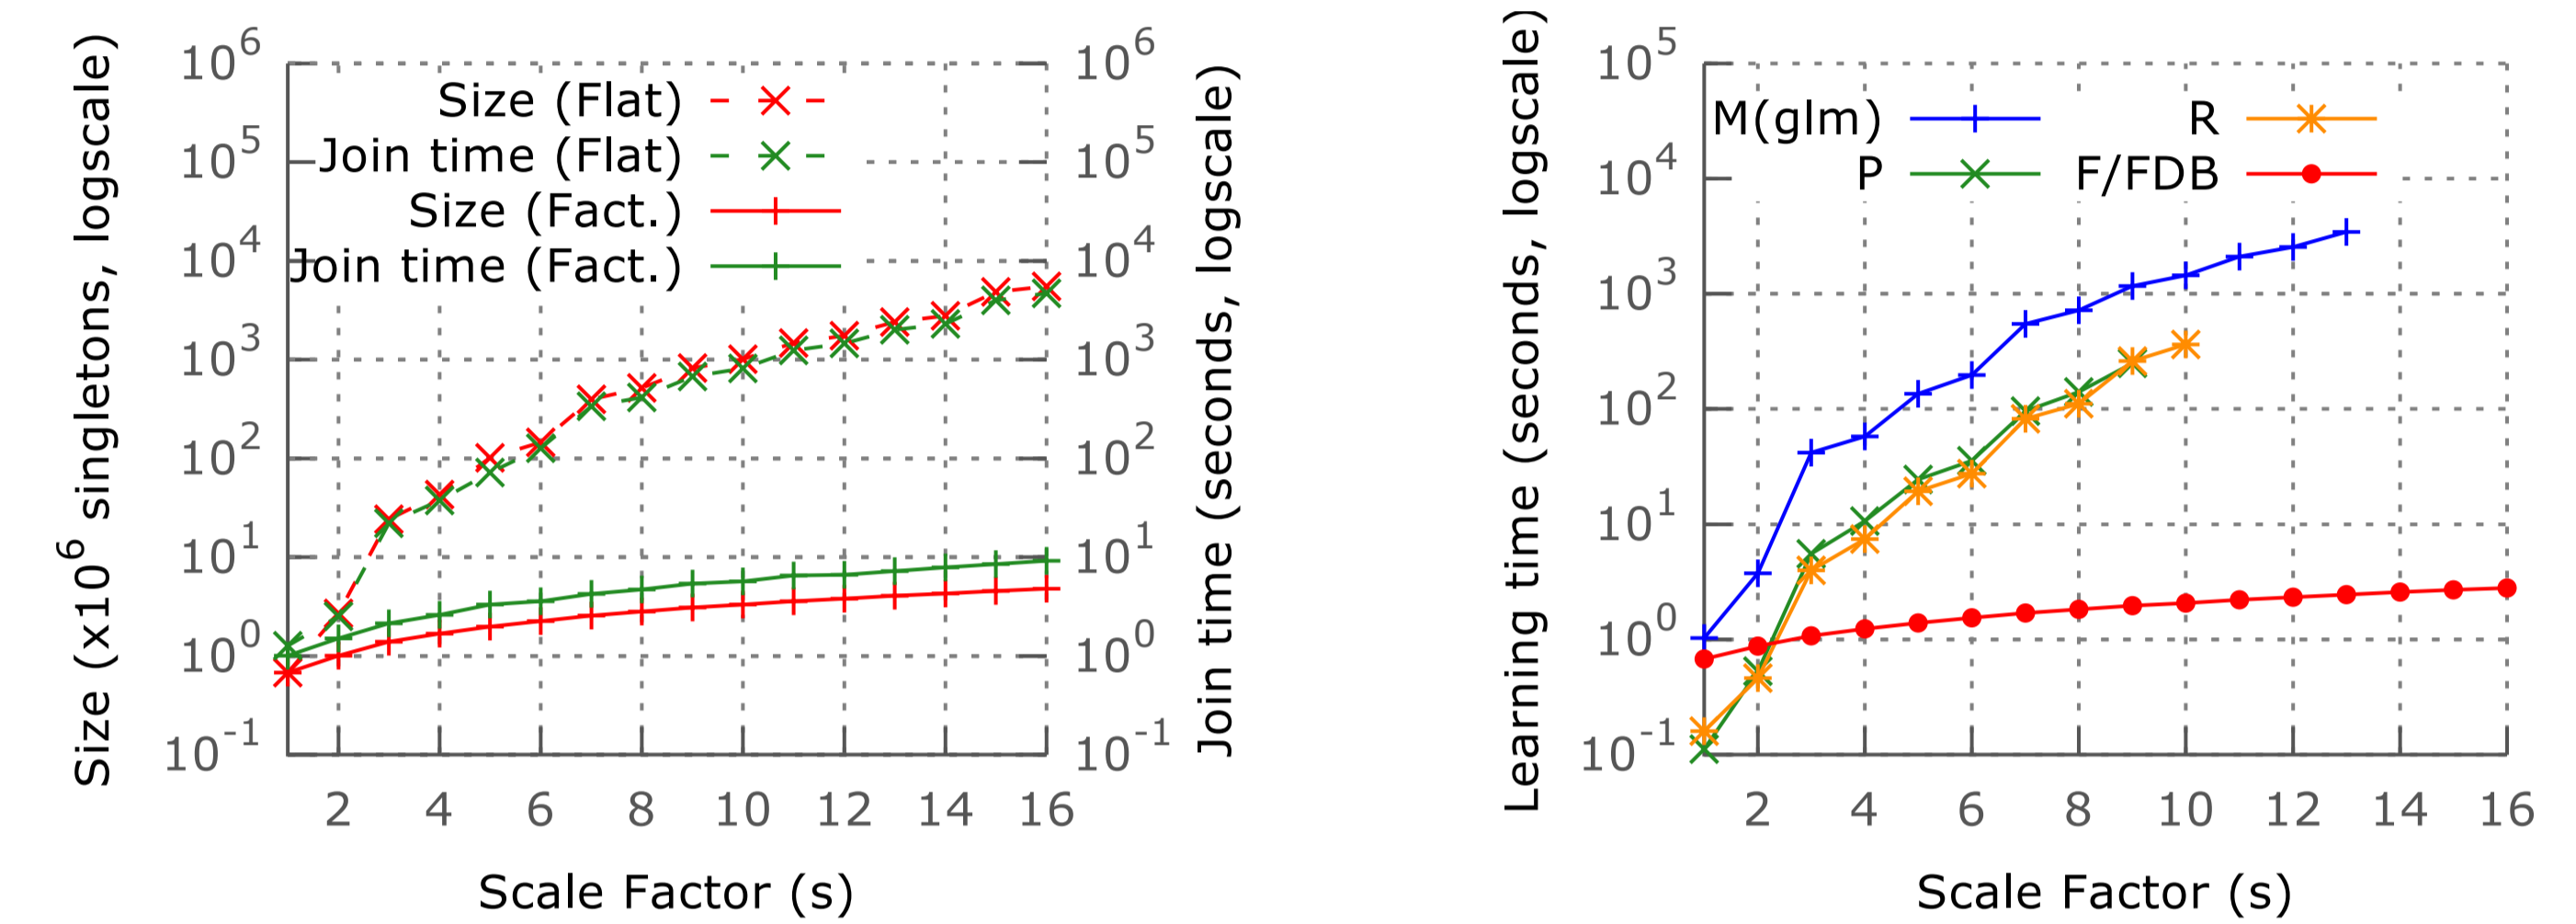 Size (x10^6 singletons, logscale)
10^6
10^5
10^4
10^3
10^2
10^1
10^0
10^-1
Size (Flat)
Join time (Flat)
Size (Fact.)
Join time (Fact.)
10^6
10^5
10^4
10^3
10^2
10^1
10^0
10^-1
Join time (seconds, logscale)
2 4 6 8 10 12 14 16
Scale Factor (s)
Learning time (seconds, logscale)
10^5
10^4
10^3
10^2
10^1
10^0
10^-1
M(glm) R
P F/FDB
2 4 6 8 10 12 14 16
Scale Factor (s)